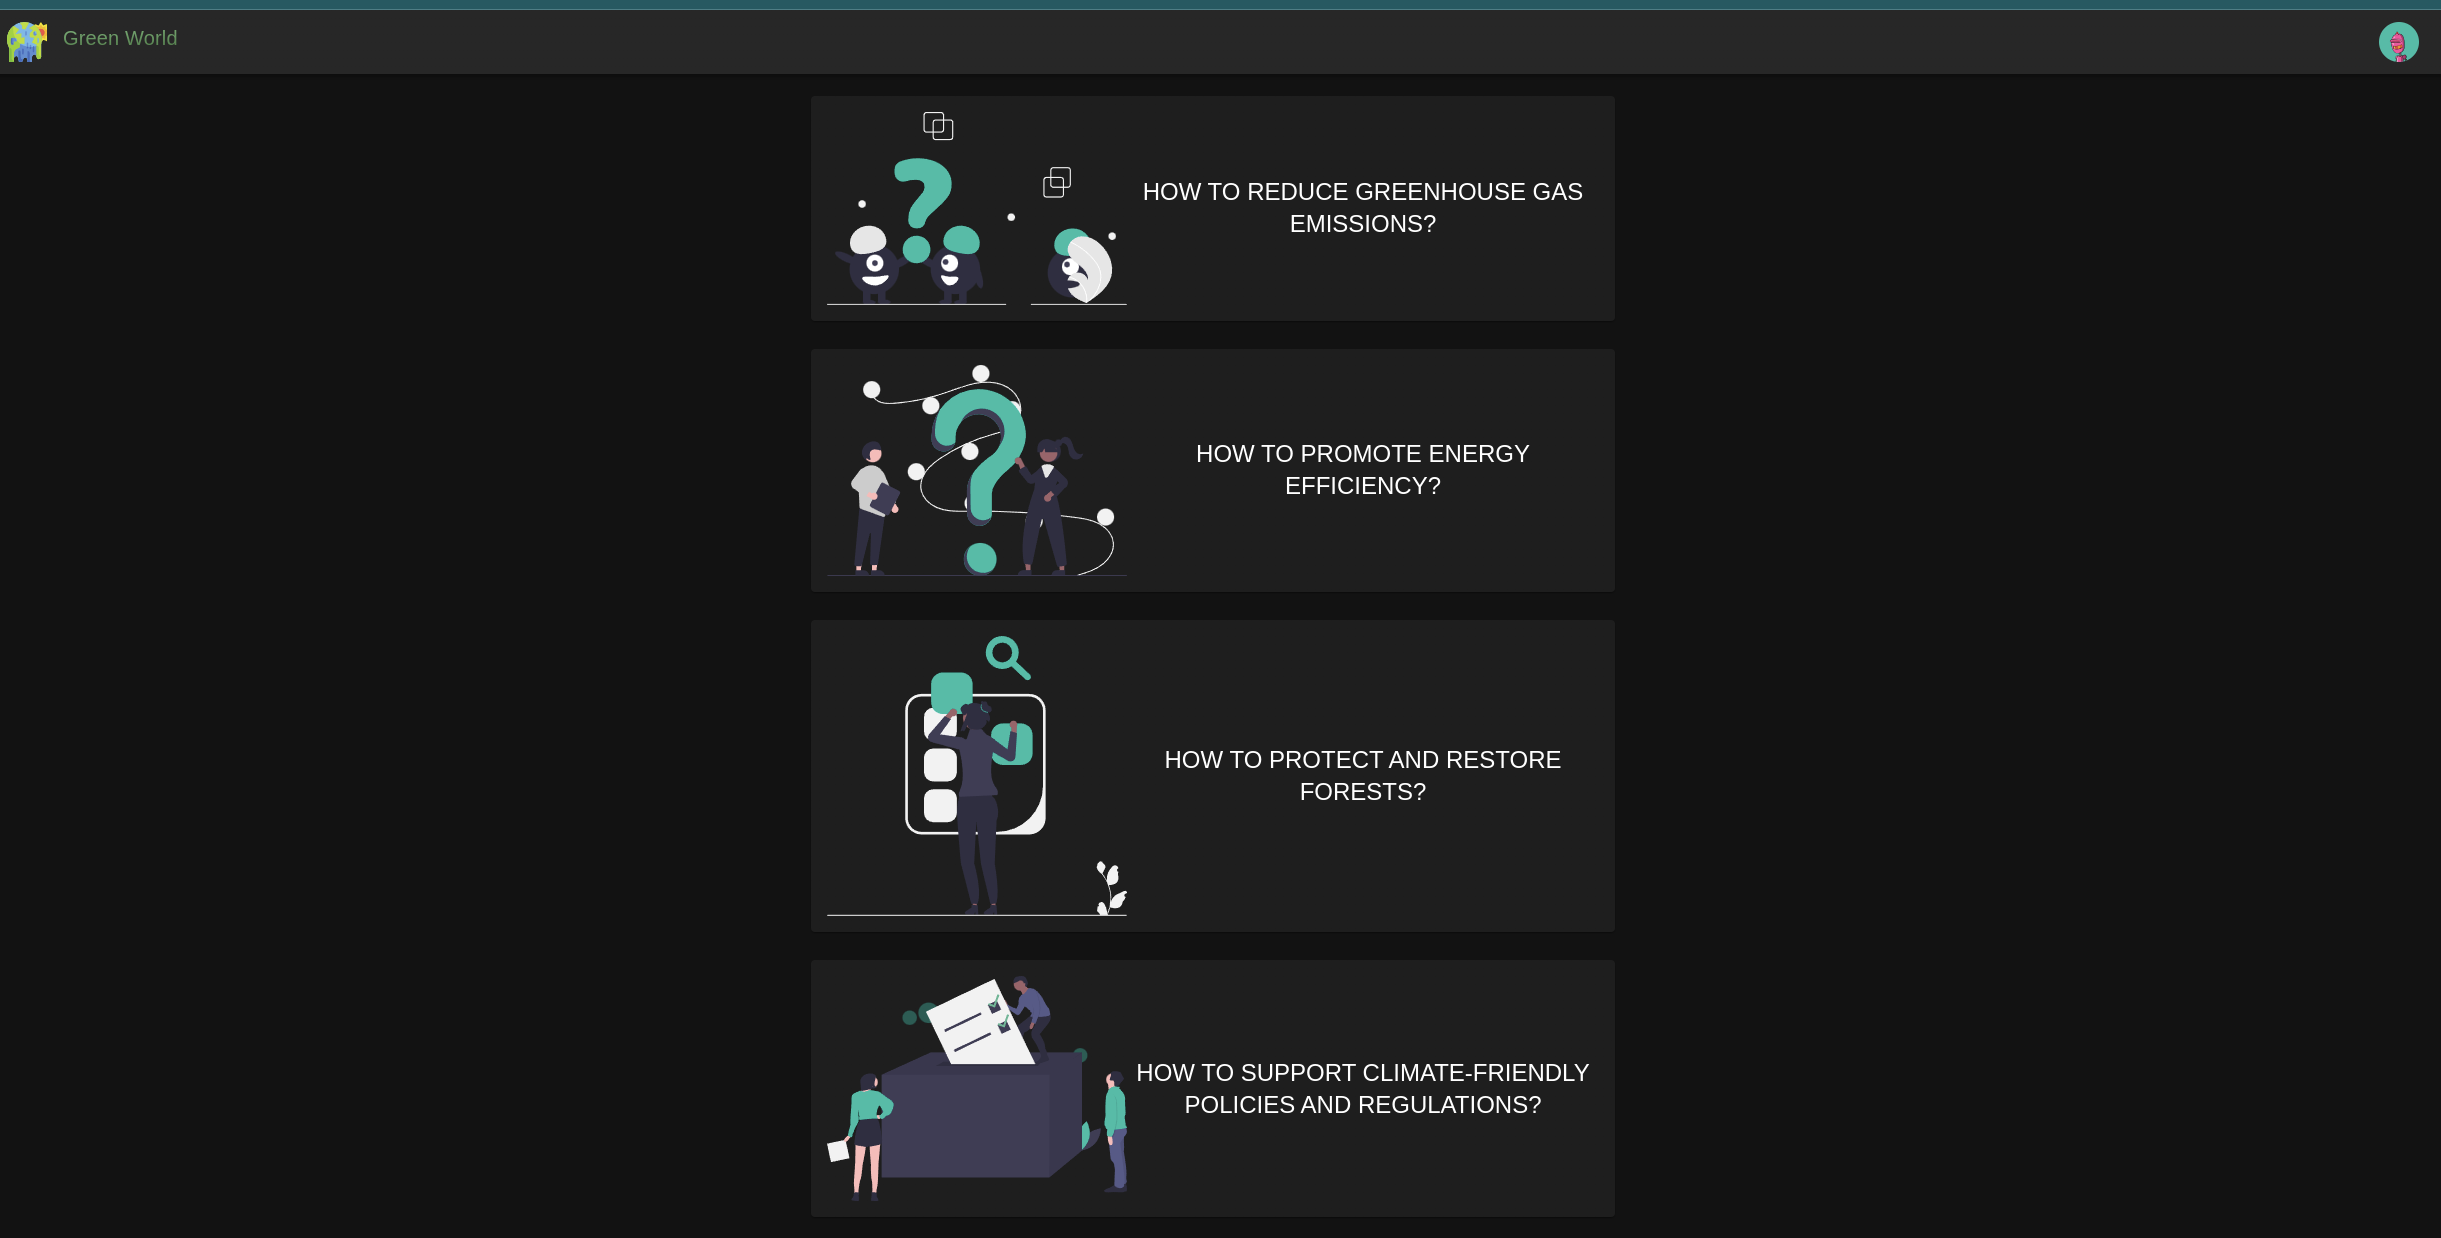 Green World
HOW TO REDUCE GREENHOUSE GAS
EMISSIONS?
HOW TO PROMOTE ENERGY
EFFICIENCY?
HOW TO PROTECT AND RESTORE
FORESTS?
HOW TO SUPPORT CLIMATE-FRIENDLY
POLICIES AND REGULATIONS?